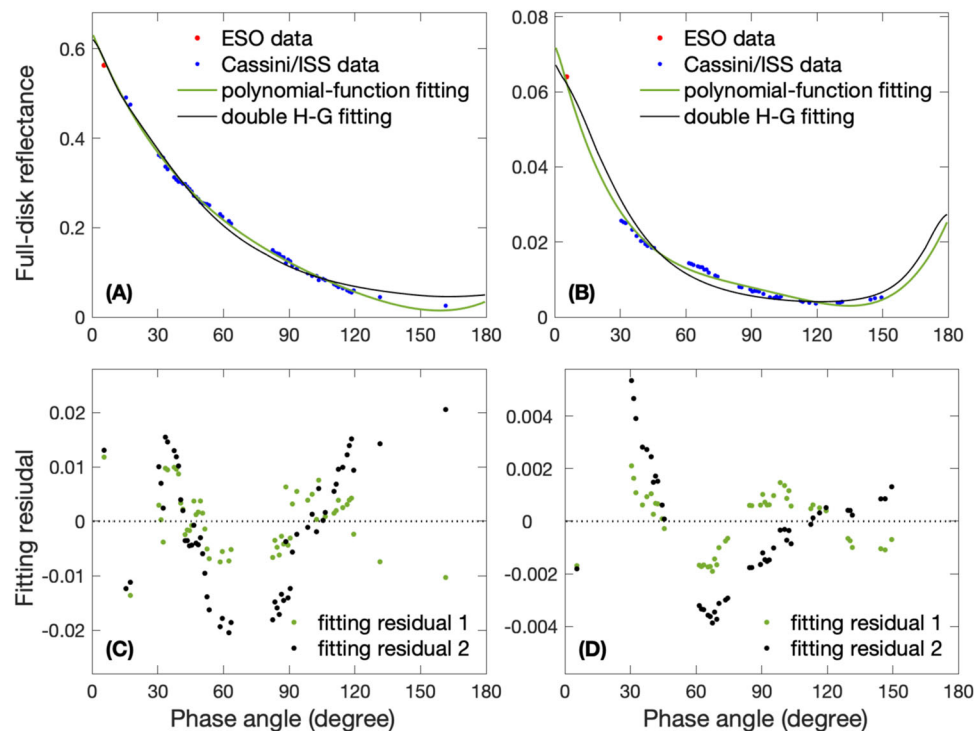 ESO data
Cassini/ISS data
polynomial-function fitting
double H-G fitting
Full-disk reflectance
0.6
0.4
0.2
0
(A)
0 30 60 90 120 150 180
ESO data
Cassini/ISS data
polynomial-function fitting
double H-G fitting
0.08
0.06
0.04
0.02
0
(B)
0 30 60 90 120 150 180
Fitting resiudal
0.02
0.01
0
-0.01
-0.02
(C)
fitting residual 1
fitting residual 2
0 30 60 90 120 150 180
Phase angle (degree)
0.004
0.002
0
-0.002
-0.004
(D)
fitting residual 1
fitting residual 2
0 30 60 90 120 150 180
Phase angle (degree)